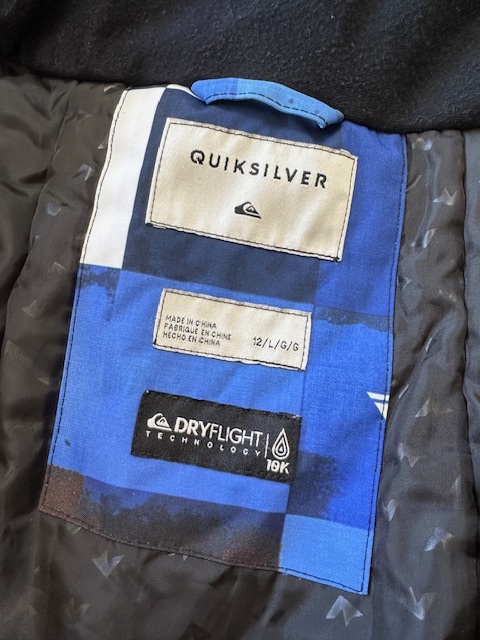 QUIKSILVER
MADE IN CHINA
FABRIQUE EN CHINE
HECHO EN CHINA
12/L/G/G
DRYFLIGHT
TECHNOLOGY
10K